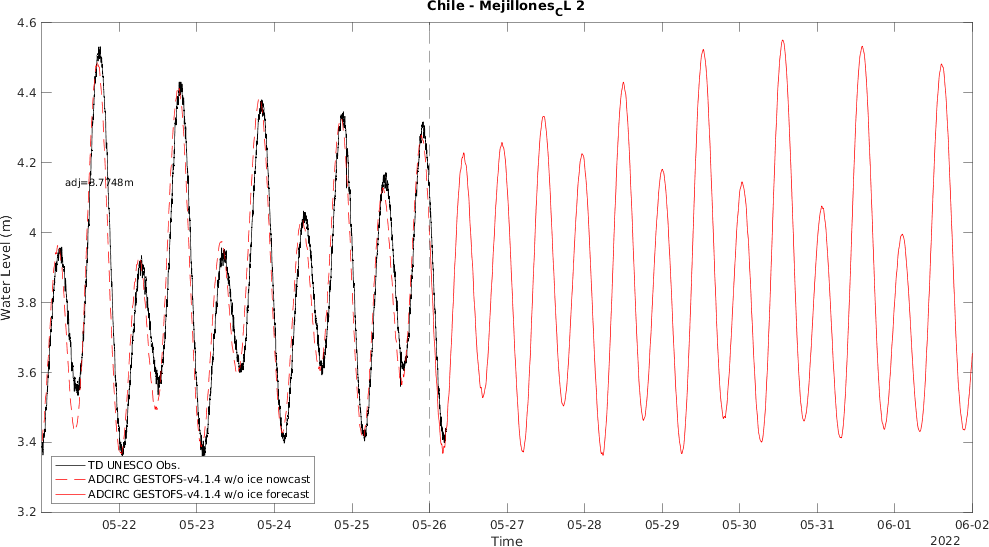 Chile - Mejillones_CL 2
4.6
4.4
4.2
4
3.8
3.6
3.4
3.2
Water Level (m)
adj=3.7748m
TD UNESCO Obs.
ADCIRC GESTOFS-v4.1.4 w/o ice nowcast
ADCIRC GESTOFS-v4.1.4 w/o ice forecast
05-22 05-23 05-24 05-25 05-26 05-27 05-28 05-29 05-30 05-31 06-01 06-02
Time
2022